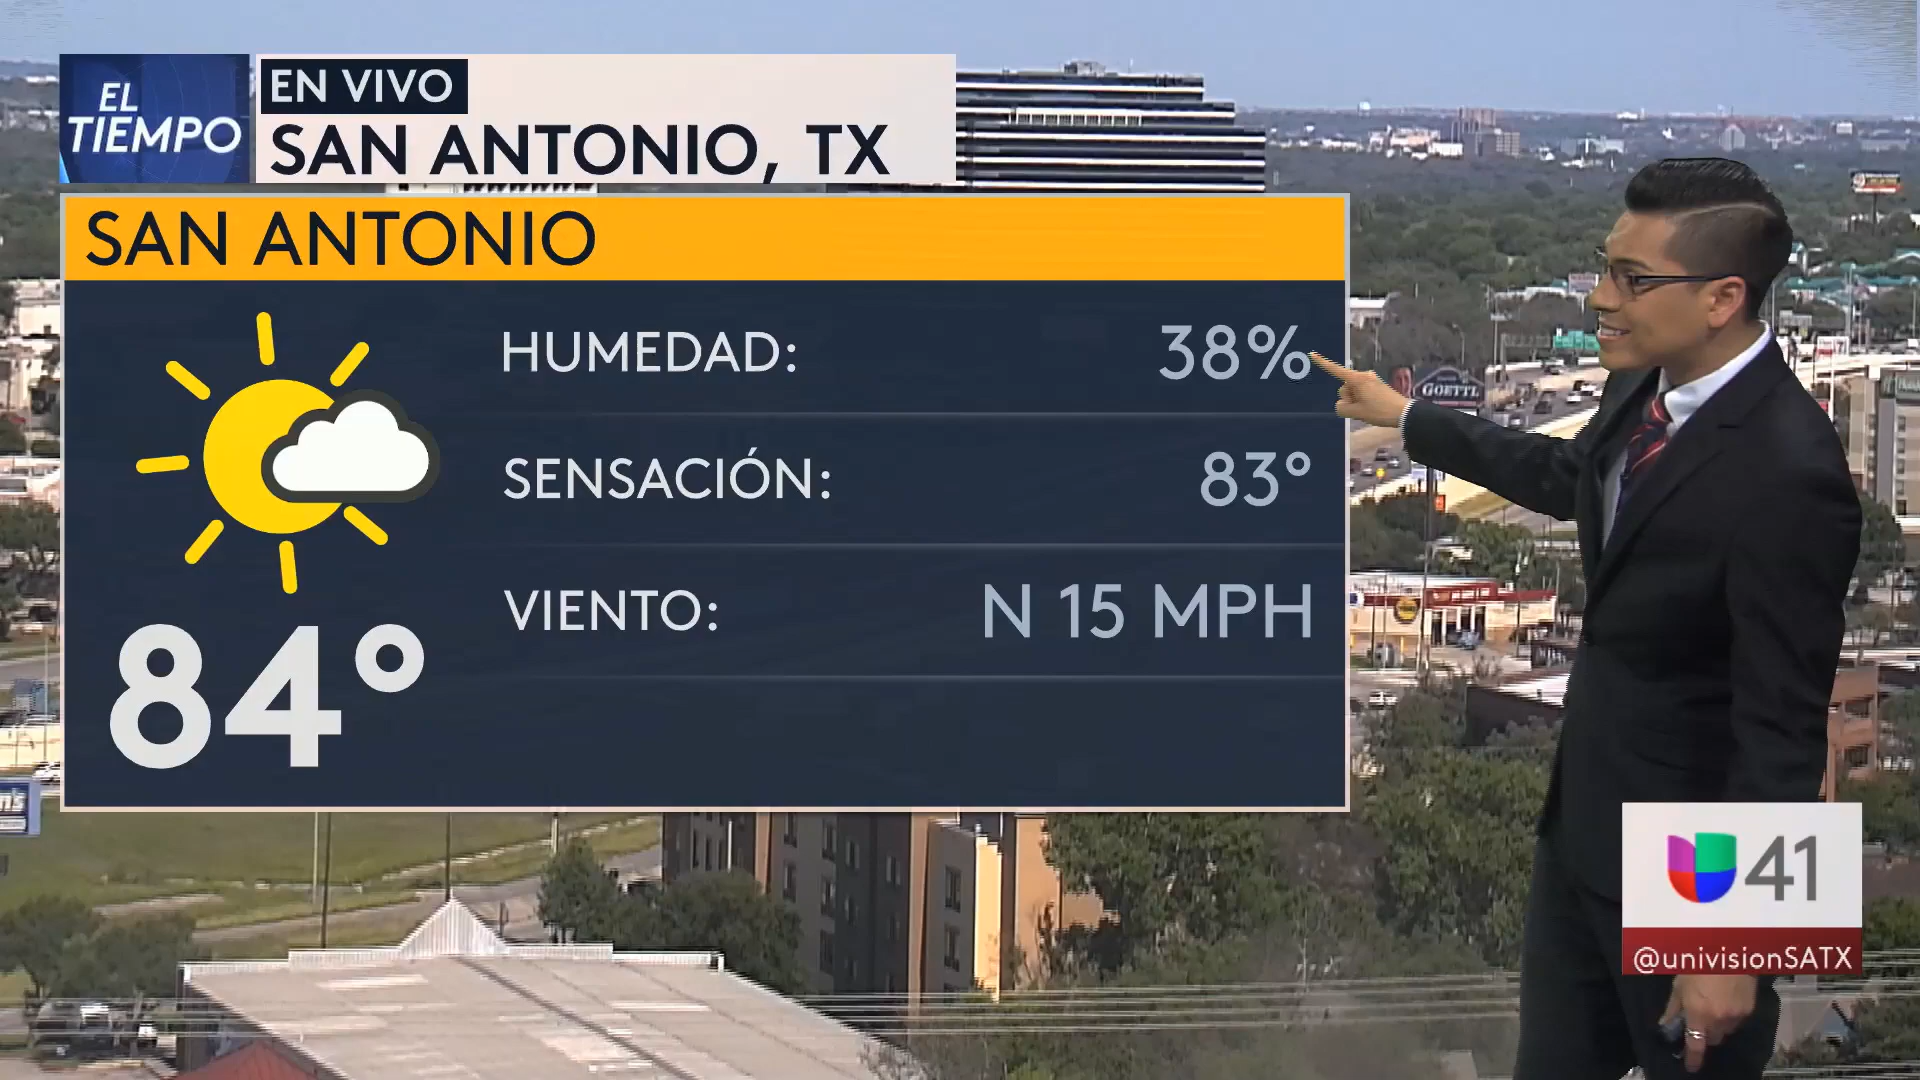 EL
TIEMPO
EN VIVO
SAN ANTONIO, TX
SAN ANTONIO
HUMEDAD: 38%
SENSACIÓN: 83°
VIENTO: N 15 MPH
84°
GOETTL
41
@univisionSATX